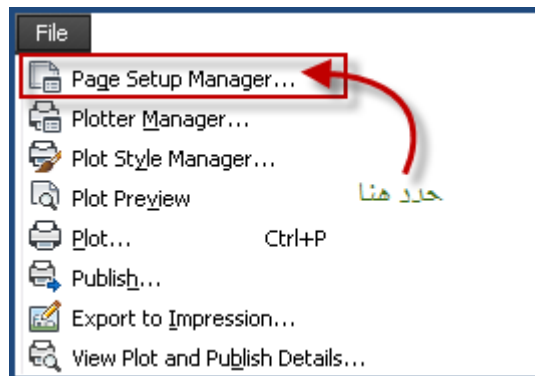 File
Page Setup Manager...
Plotter Manager...
Plot Style Manager...
Plot Preview
حدد هنا
Plot... Ctrl+P
Publish...
Export to Impression...
View Plot and Publish Details...